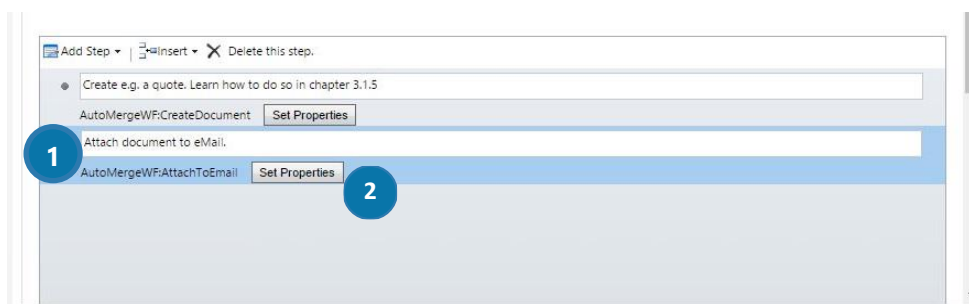 Add Step Insert Delete this step.
Create e.g. a quote. Learn how to do so in chapter 3.1.5
AutoMergeWF:CreateDocument Set Properties
1 Attach document to eMail.
AutoMergeWF:AttachToEmail Set Properties
2